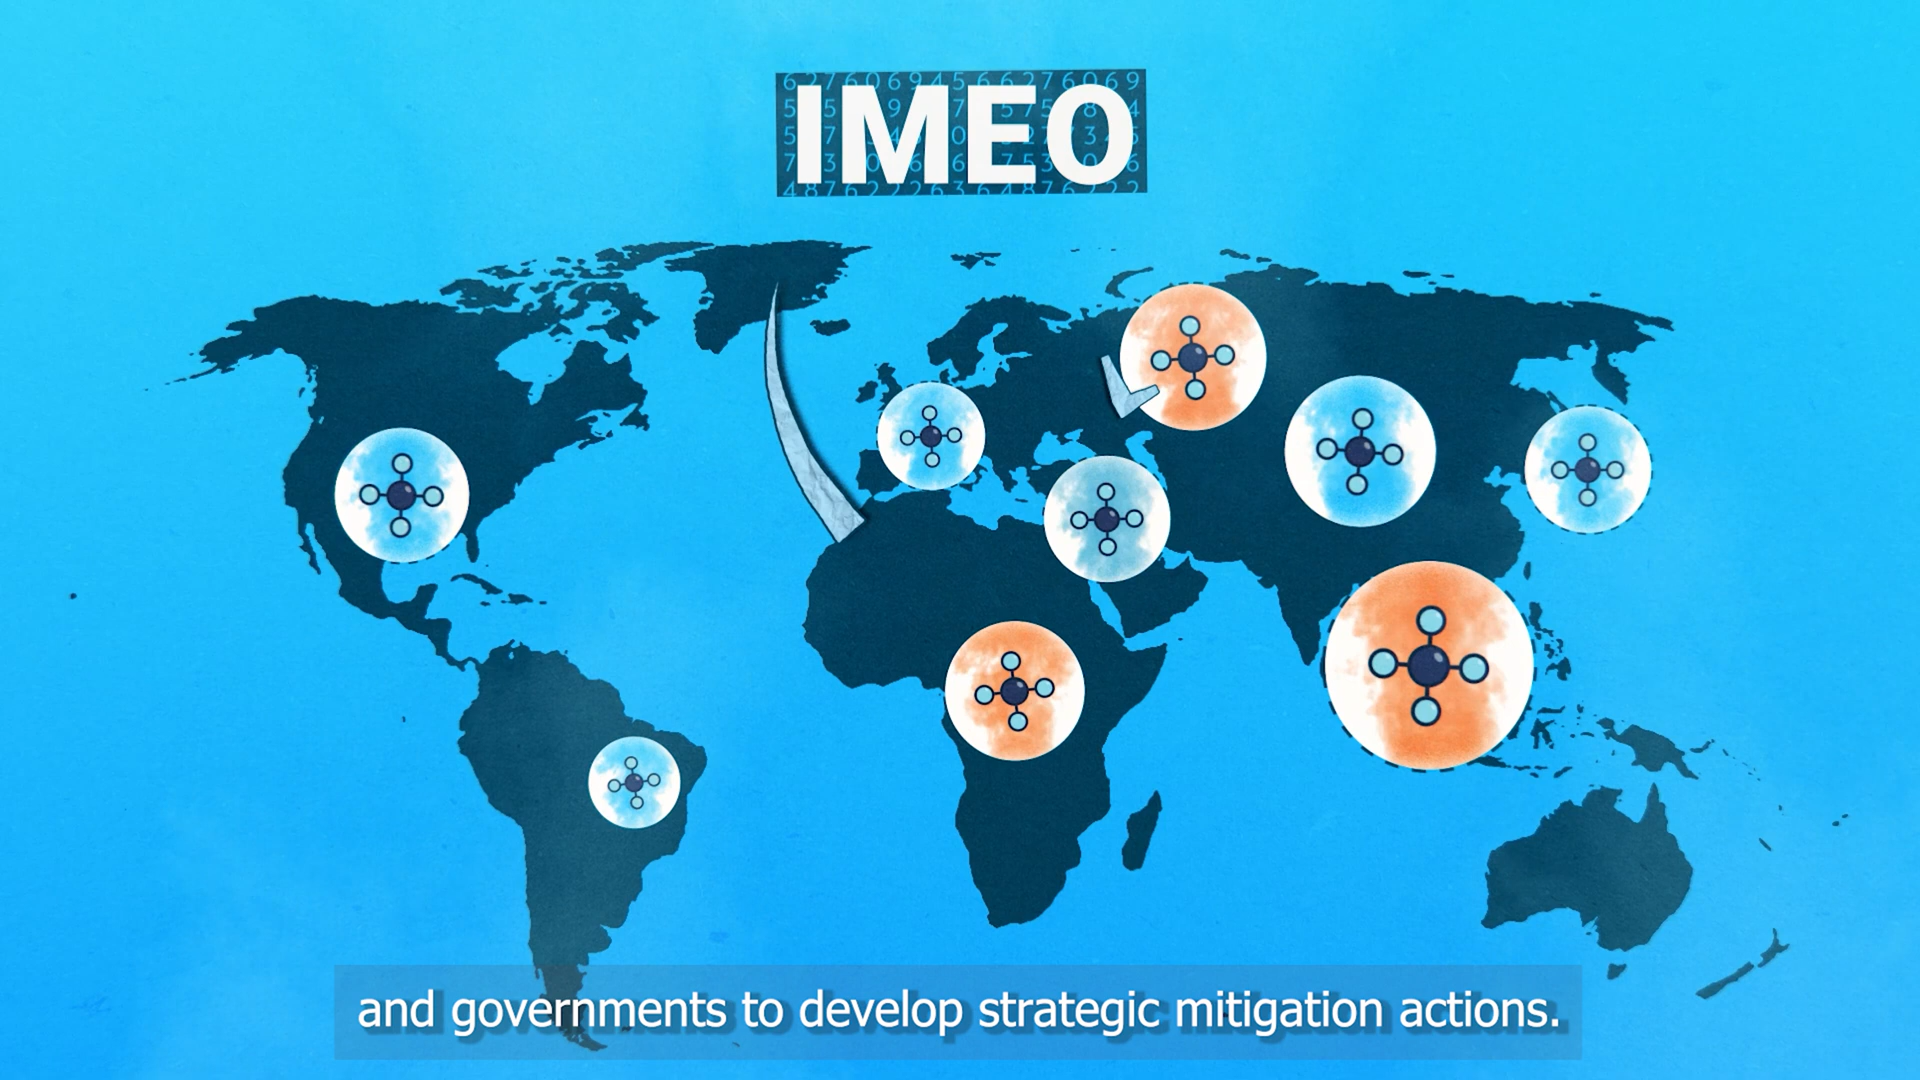 IMEO
and governments to develop strategic mitigation actions.